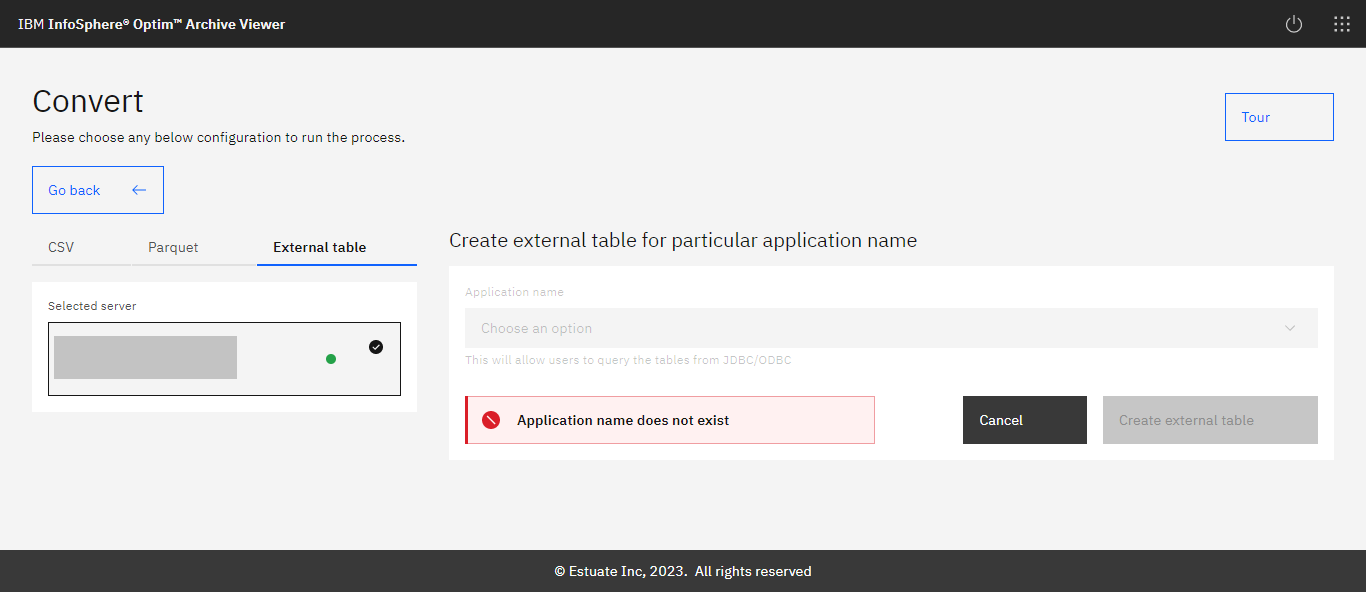 IBM InfoSphere® Optim™ Archive Viewer
Convert
Please choose any below configuration to run the process.
Tour
Go back
CSV
Parquet
External table
Selected server
Create external table for particular application name
Application name
Choose an option
This will allow users to query the tables from JDBC/ODBC
Application name does not exist
Cancel
Create external table
© Estuate Inc, 2023. All rights reserved